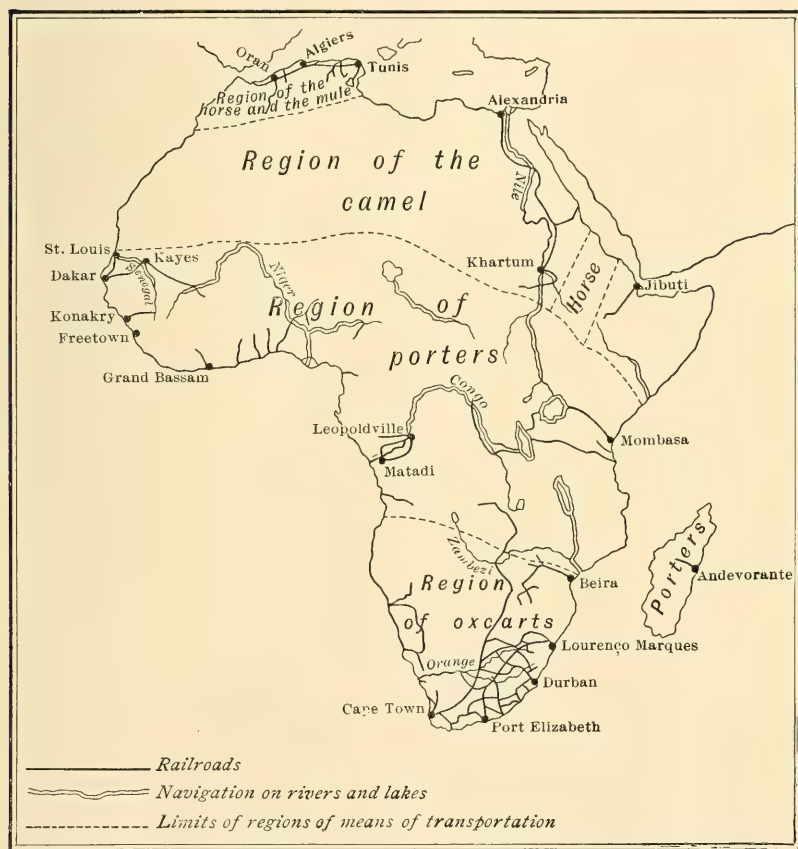 Oran
Algiers
Tunis
Region of the
horse and the mule
Alexandria
Region of the
camel
Nile
St. Louis
Kayes
Dakar
Senegal
Niger
Khartum
Horse
Jibuti
Konakry
Freetown
Region of
porters
Grand Bassam
Congo
Leopoldville
Matadi
Mombasa
Zambezi
Porters
Andevorante
Beira
Region
of oxcarts
Lourenço Marques
Orange
Durban
Cape Town
Port Elizabeth
Railroads
Navigation on rivers and lakes
Limits of regions of means of transportation